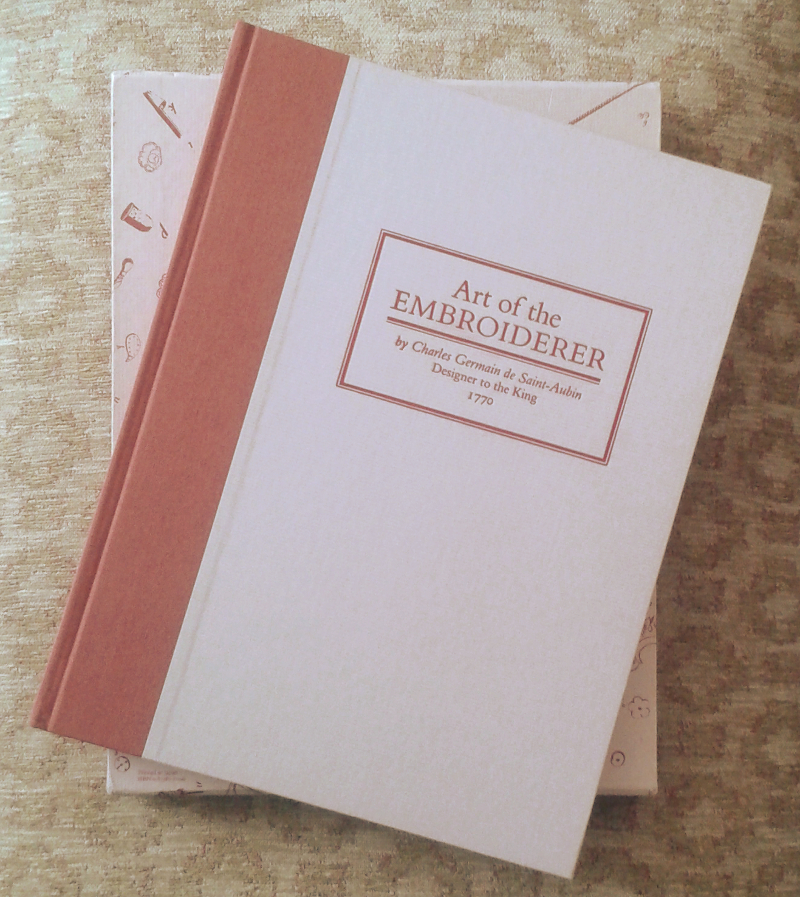 Art of the
EMBROIDERER
by Charles Germain de Saint-Aubin
Designer to the King
1770